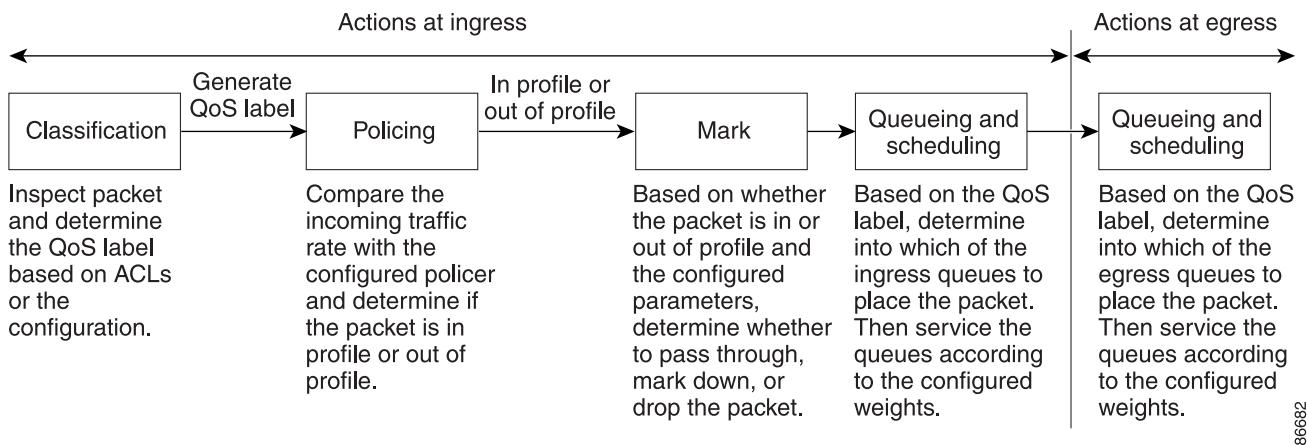 Actions at ingress
Actions at egress
Generate
QoS label
In profile or
out of profile
Classification
Policing
Mark
Queueing and
scheduling
Queueing and
scheduling
Inspect packet
and determine
the QoS label
based on ACLs
or the
configuration.
Compare the
incoming traffic
rate with the
configured policer
and determine if
the packet is in
profile or out of
profile.
Based on whether
the packet is in or
out of profile and
the configured
parameters,
determine whether
to pass through,
mark down, or
drop the packet.
Based on the QoS
label, determine
into which of the
ingress queues to
place the packet.
Then service the
queues according
to the configured
weights.
Based on the QoS
label, determine
into which of the
egress queues to
place the packet.
Then service the
queues according
to the configured
weights.
86682